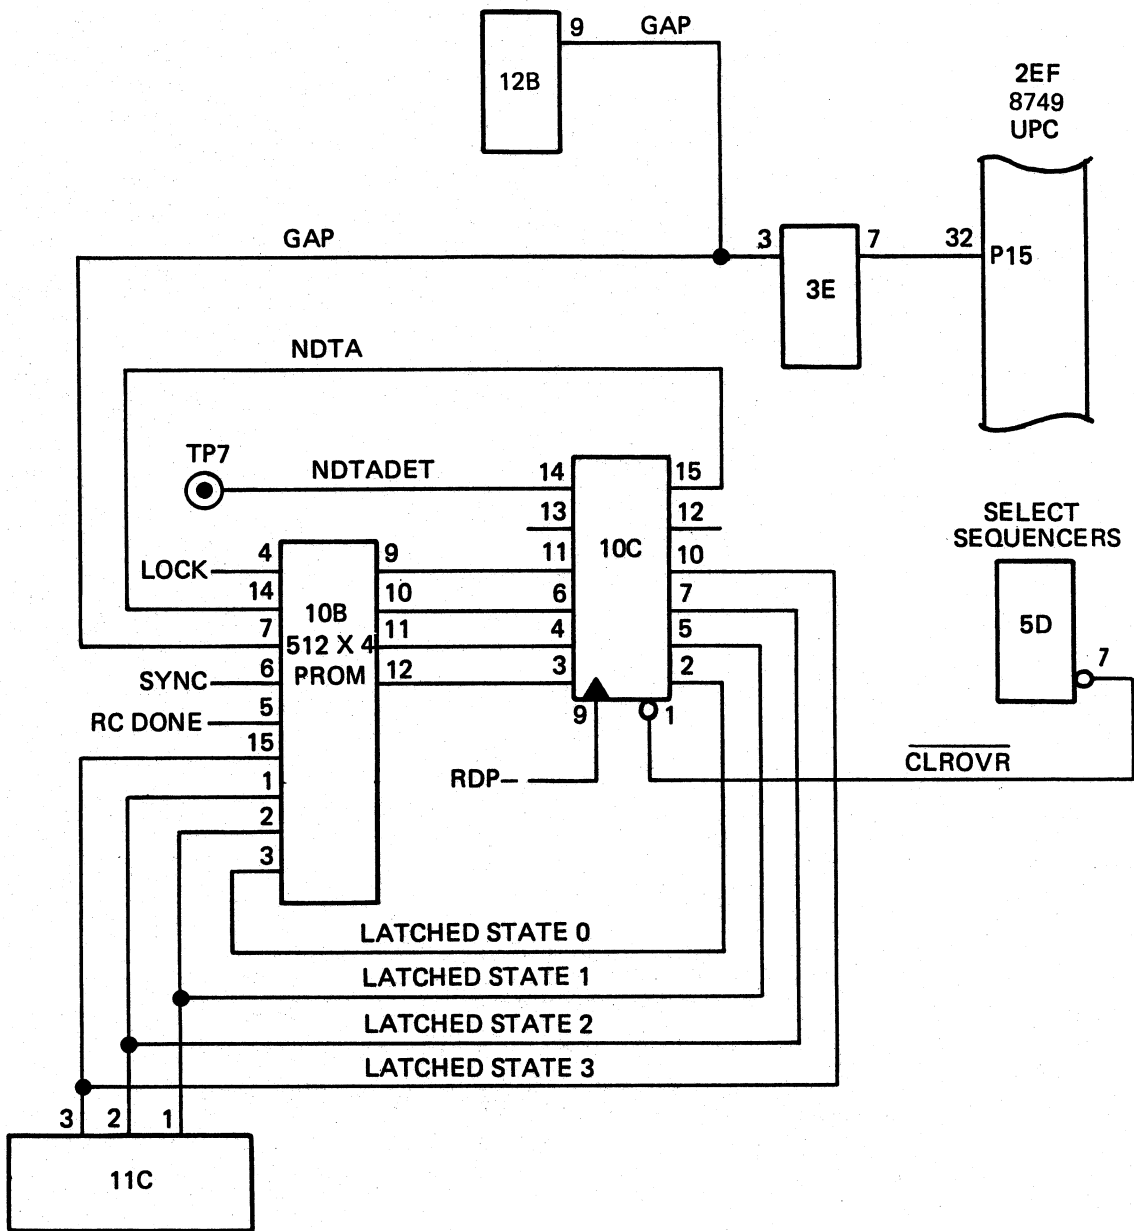 9 GAP
12B
2EF
8749
UPC
GAP
3
7
32
P15
3E
NDTA
TP7
NDTADET
14
15
13
12
SELECT
SEQUENCERS
10C
LOCK
4
9
11
10
14
10
6
7
10B
7
512 X 4
11
4
5
5D
7
SYNC
6
PROM
12
3
2
RC DONE
5
9
1
15
CLROVR
RDP
1
2
3
LATCHED STATE 0
LATCHED STATE 1
LATCHED STATE 2
LATCHED STATE 3
3
2
1
11C